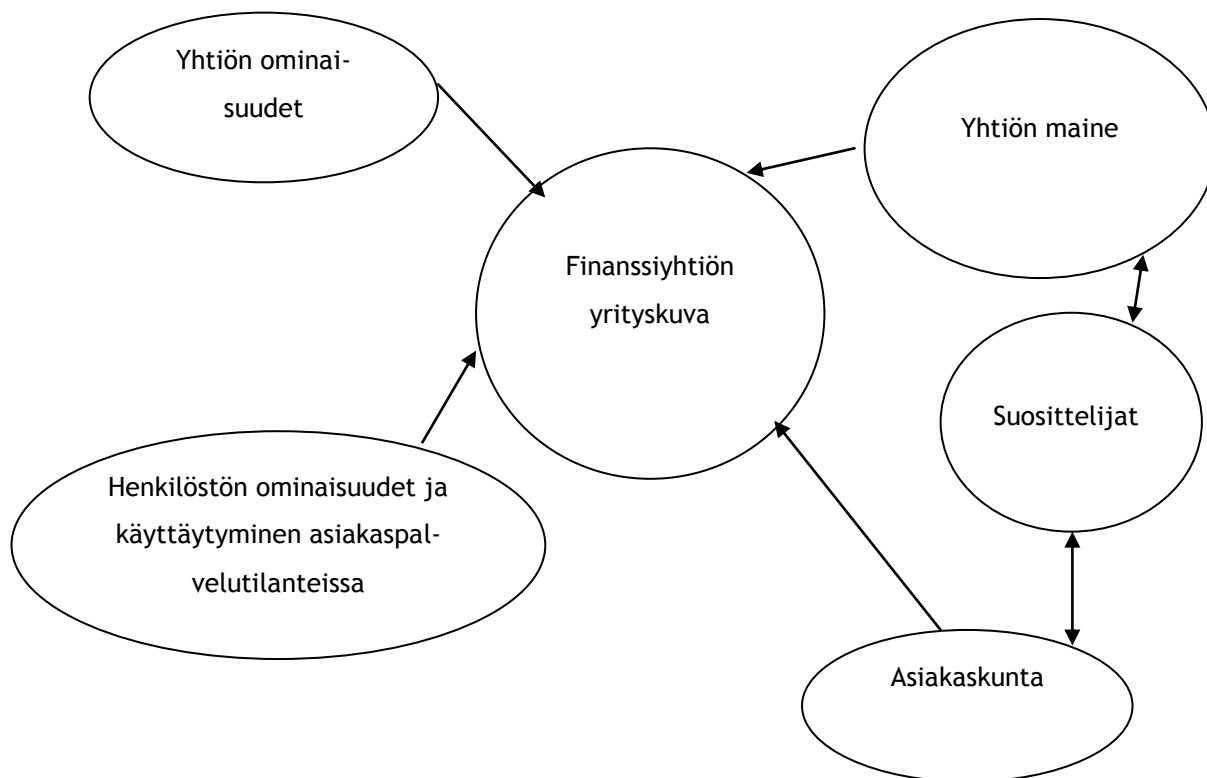 Yhtiön ominai-
suudet
Yhtiön maine
Finanssiyhtiön
yrityskuva
Suosittelijat
Henkilöstön ominaisuudet ja
käyttäytyminen asiakaspal-
velutilanteissa
Asiakaskunta